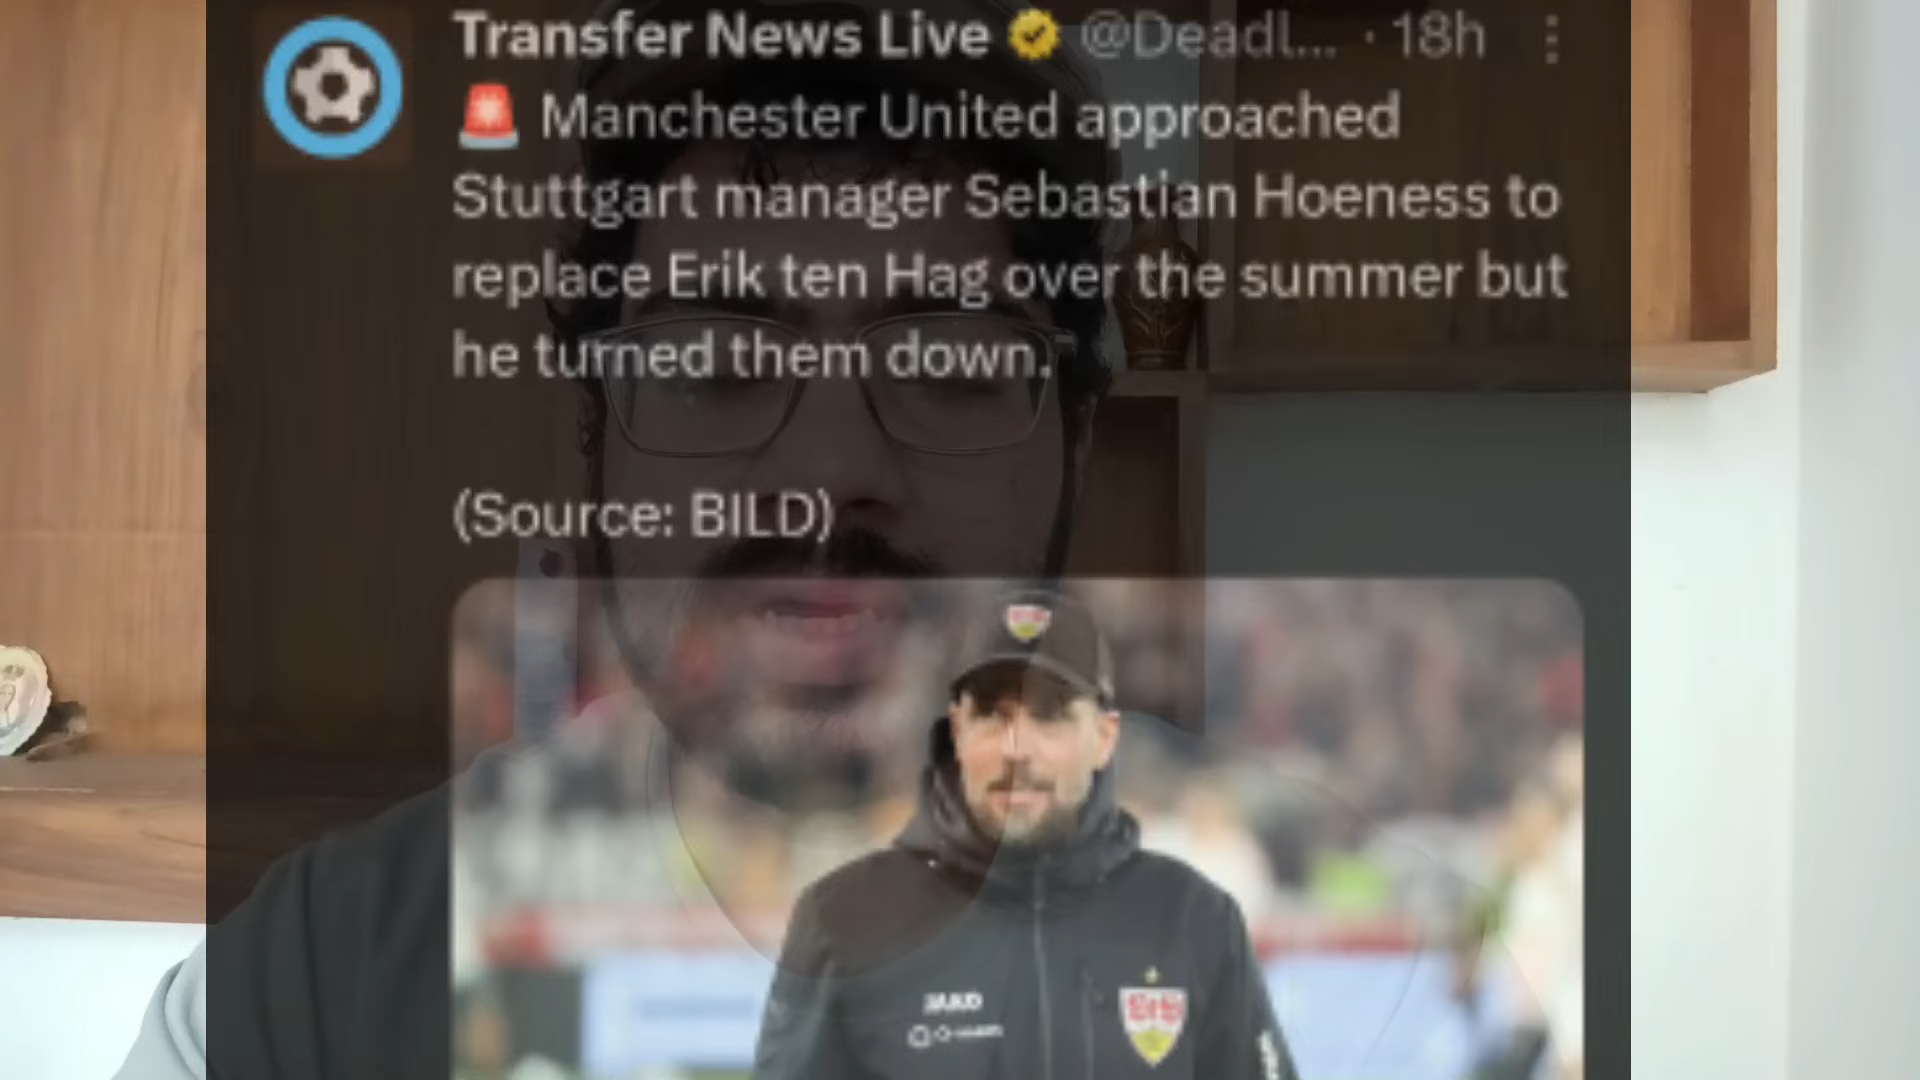 Transfer News Live @Deadl... · 18h
🚨 Manchester United approached
Stuttgart manager Sebastian Hoeness to
replace Erik ten Hag over the summer but
he turned them down.
(Source: BILD)
JAKO